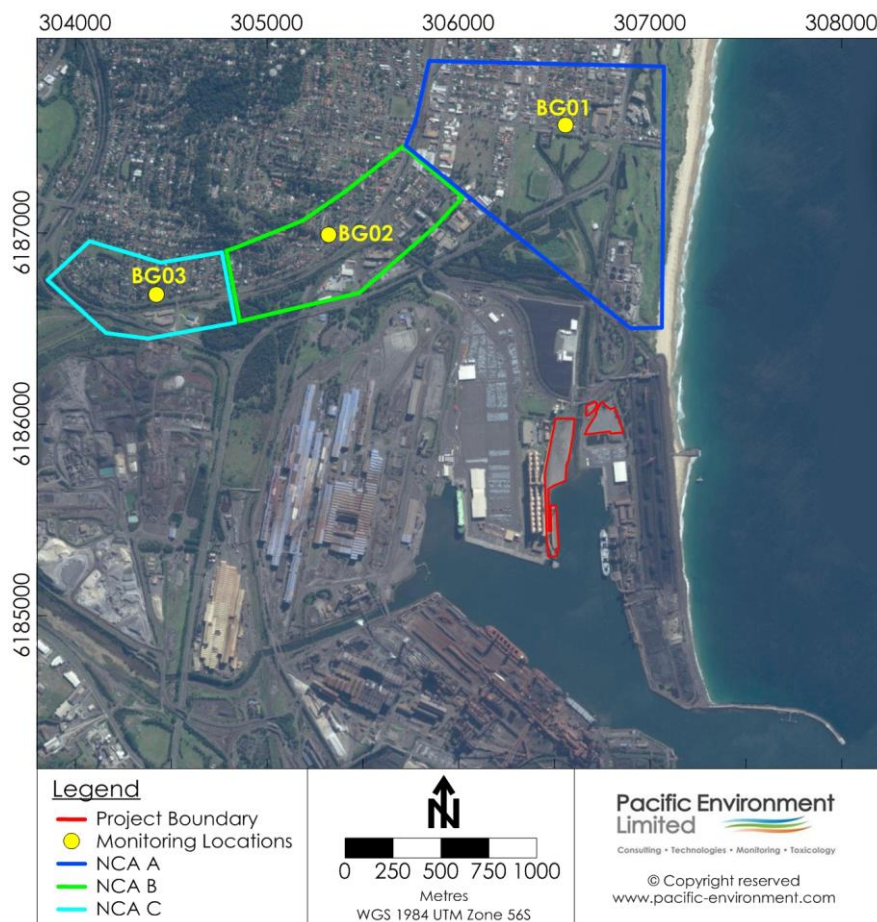 304000 305000 306000 307000 308000
6187000
6186000
6185000
BG01
BG02
BG03
Legend
Project Boundary
Monitoring Locations
NCA A
NCA B
NCA C
N
0 250 500 750 1000
Metres
WGS 1984 UTM Zone 56S
Pacific Environment
Limited
Consulting • Technologies • Monitoring • Toxicology
© Copyright reserved
www.pacific-environment.com